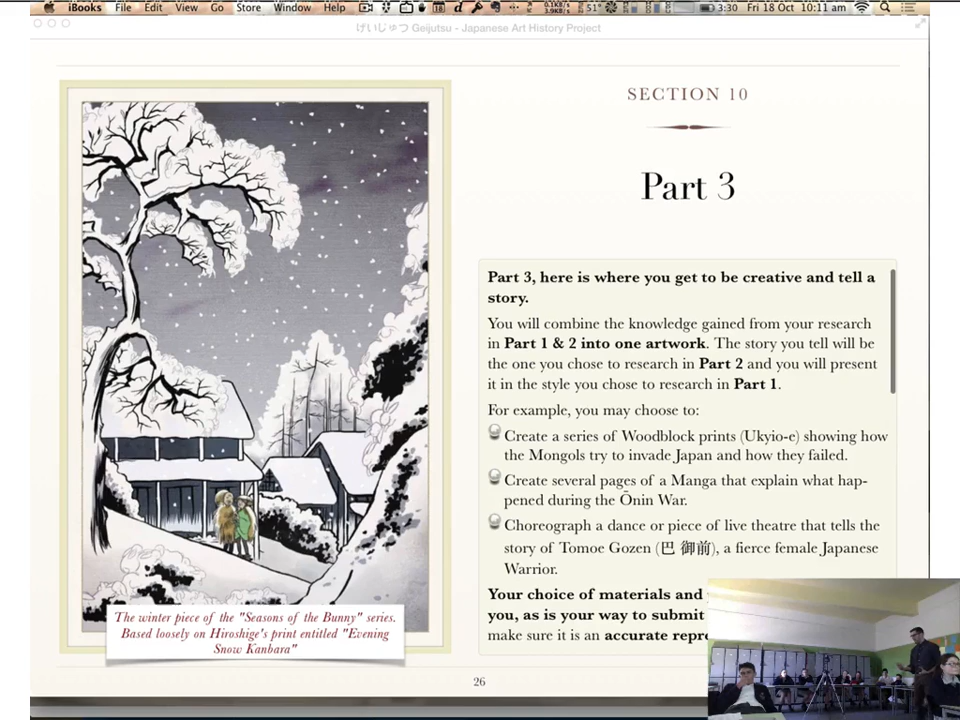 iBooks File Edit View Go Store Window Help 3:30 Fri 18 Oct 10:11 am
げいじゅつ Geijutsu - Japanese Art History Project
SECTION 10
Part 3
Part 3, here is where you get to be creative and tell a
story.
You will combine the knowledge gained from your research
in Part 1 & 2 into one artwork. The story you tell will be
the one you chose to research in Part 2 and you will present
it in the style you chose to research in Part 1.
For example, you may choose to:
Create a series of Woodblock prints (Ukyio-e) showing how
the Mongols try to invade Japan and how they failed.
Create several pages of a Manga that explain what hap-
pened during the Ōnin War.
Choreograph a dance or piece of live theatre that tells the
story of Tomoe Gozen (巴 御前), a fierce female Japanese
Warrior.
Your choice of materials and
you, as is your way to submit
make sure it is an accurate repre
The winter piece of the "Seasons of the Bunny" series.
Based loosely on Hiroshige's print entitled "Evening
Snow Kanbara"
26